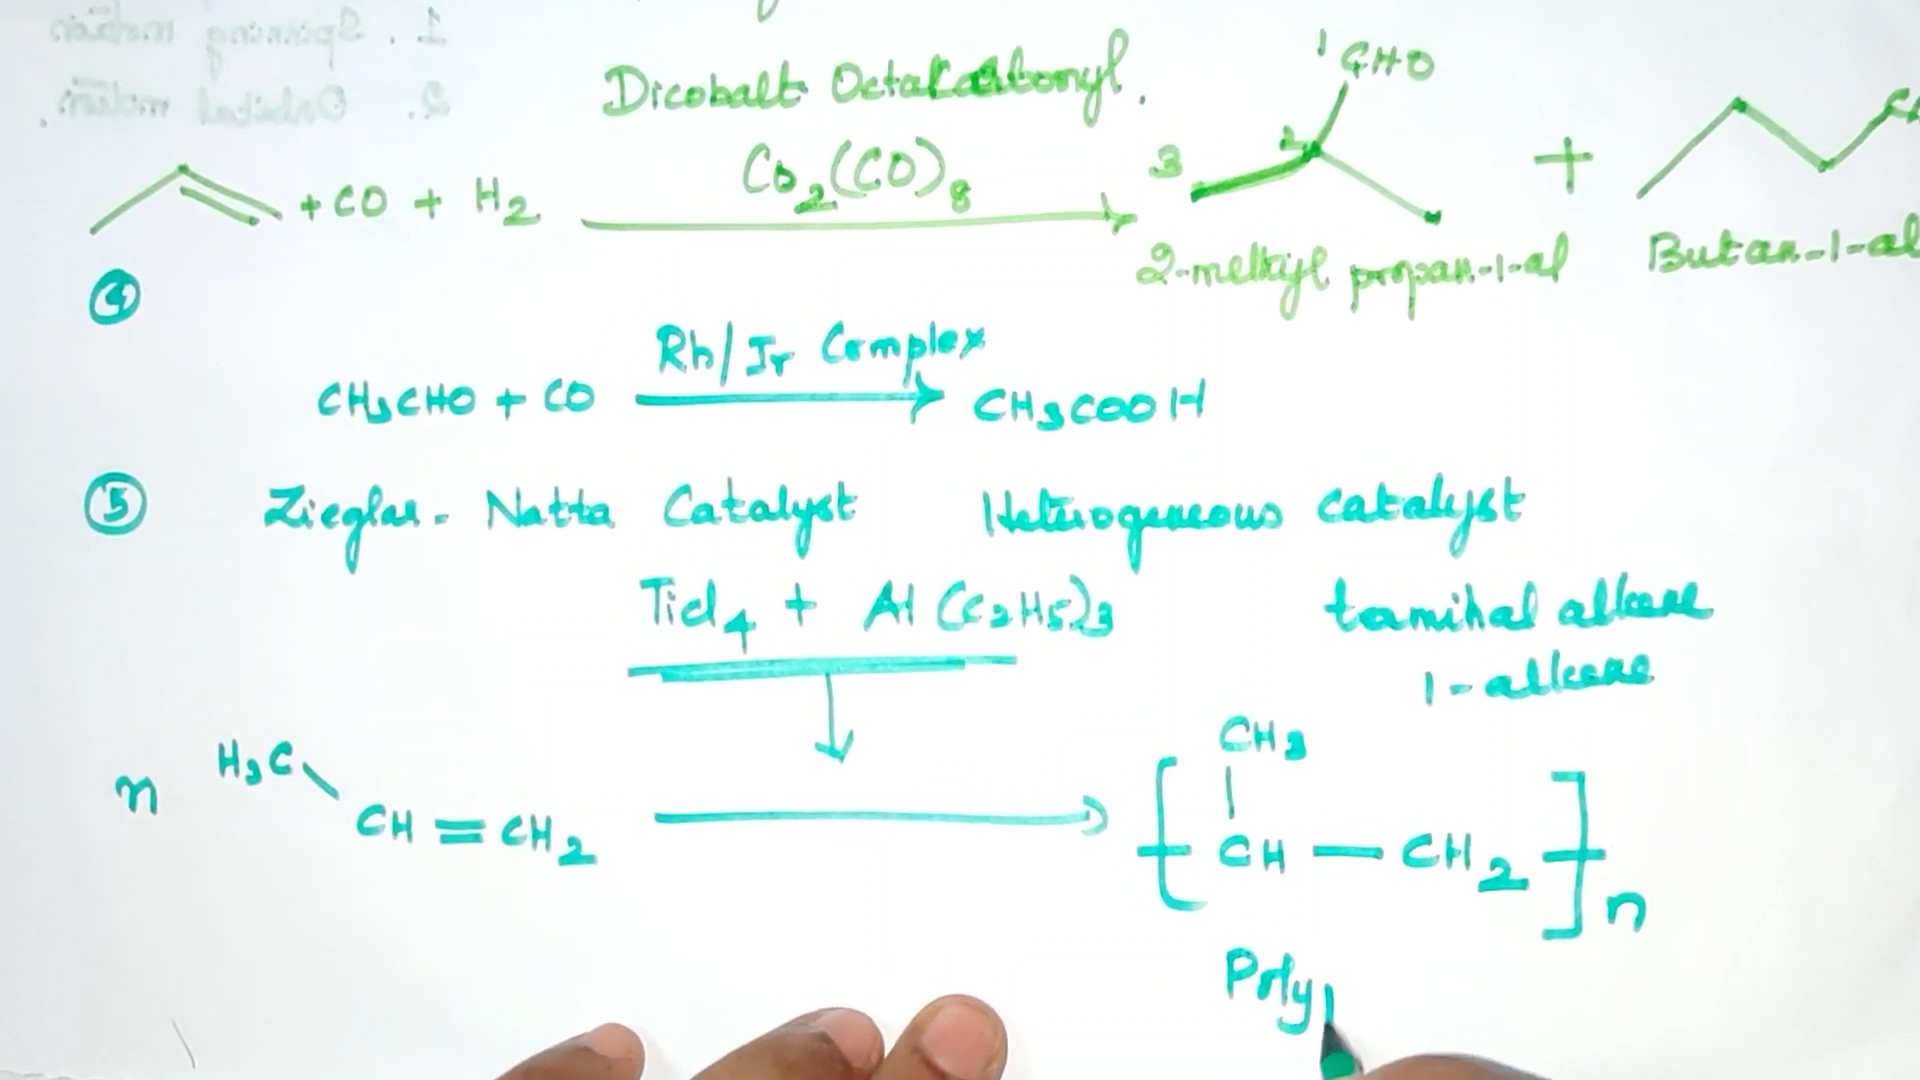 Dicobalt Octacarbonyl.
Co2(CO)8
+ CO + H2
1 CHO
2
3
+
2-methyl propan-1-al
Butan-1-al
4
Rh/Ir Complex
CH3CHO + CO → CH3COOH
5 Ziegler-Natta Catalyst Heterogeneous catalyst
TiCl4 + Al(C2H5)3
terminal alkene
1-alkene
CH3
n H3C
CH=CH2 → [CH—CH2]n
Poly